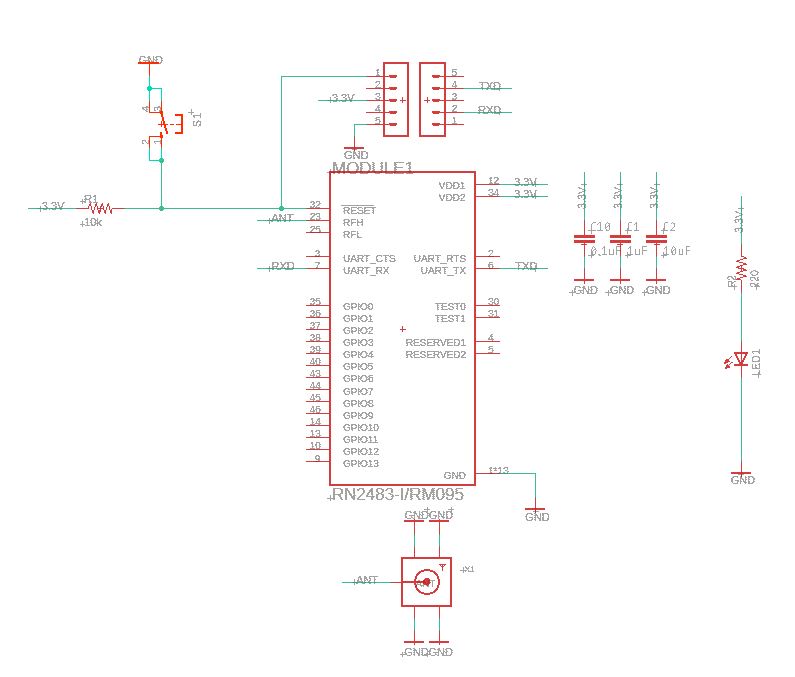 GND
4 3
S1
2 1
3.3V
R1
10k
1
2
3.3V 3
4
5
GND
5
4 TXD
3
2 RXD
1
MODULE1
32 RESET
ANT 23 RFH
25 RFL
3 UART_CTS
RXD 7 UART_RX
35 GPIO0
36 GPIO1
37 GPIO2
38 GPIO3
39 GPIO4
40 GPIO5
43 GPIO6
44 GPIO7
45 GPIO8
46 GPIO9
14 GPIO10
13 GPIO11
10 GPIO12
9 GPIO13
VDD1 12 3.3V
VDD2 34 3.3V
UART_RTS 2
UART_TX 6 TXD
TEST0 30
TEST1 31
RESERVED1 4
RESERVED2 5
GND 1*13
GND
RN2483-I/RM095
GND GND
ANT
ANT
X1
GND GND
3.3V 3.3V 3.3V
C10 C1 C2
0.1uF 1uF 10uF
GND GND GND
3.3V
R2
220
LED1
GND